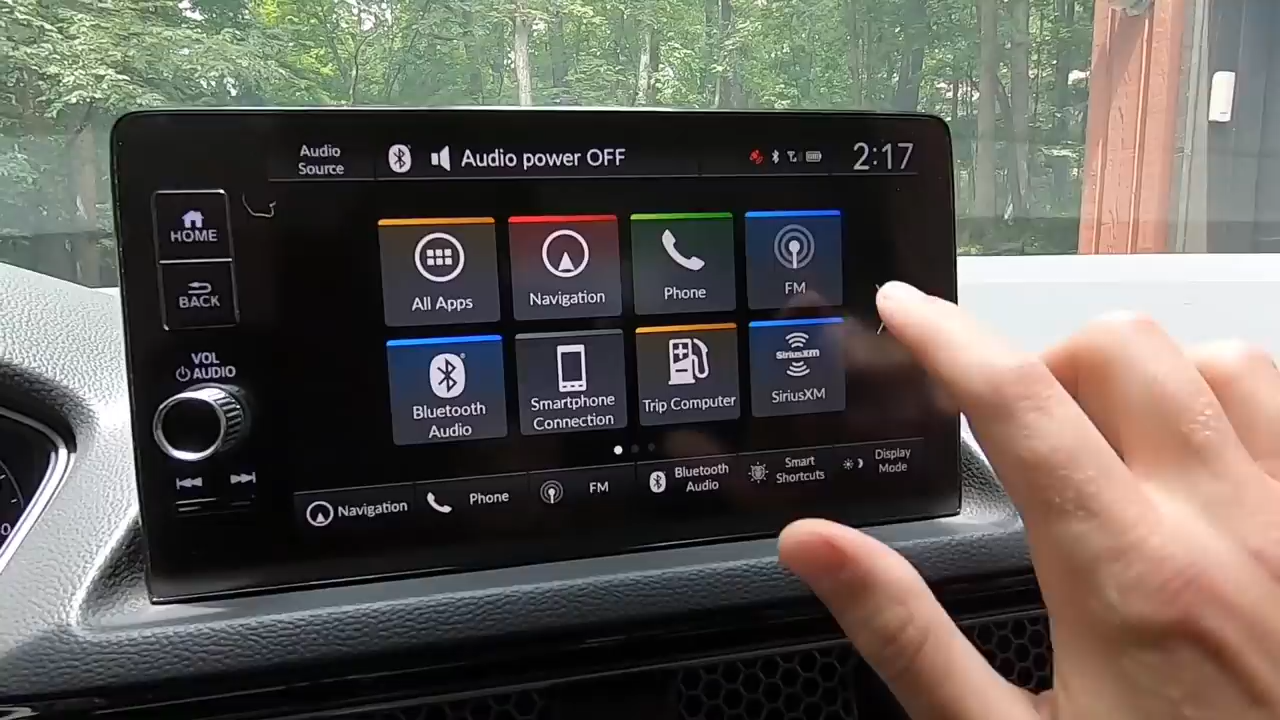 Audio
Source
Audio power OFF
2:17
HOME
BACK
VOL
AUDIO
All Apps
Navigation
Phone
FM
Bluetooth
Audio
Smartphone
Connection
Trip Computer
SiriusXM
SiriusXM
Navigation
Phone
FM
Bluetooth
Audio
Smart
Shortcuts
Display
Mode
0